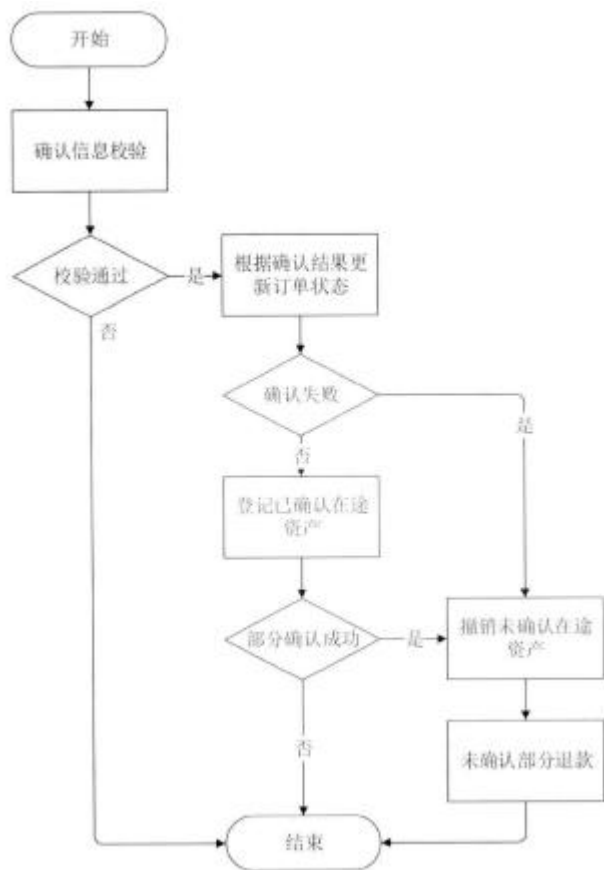 开始
确认信息校验
校验通过
是
根据确认结果更
新订单状态
否
确认失败
是
否
登记已确认在途
资产
部分确认成功
是
撤销未确认在途
资产
否
未确认部分退款
结束